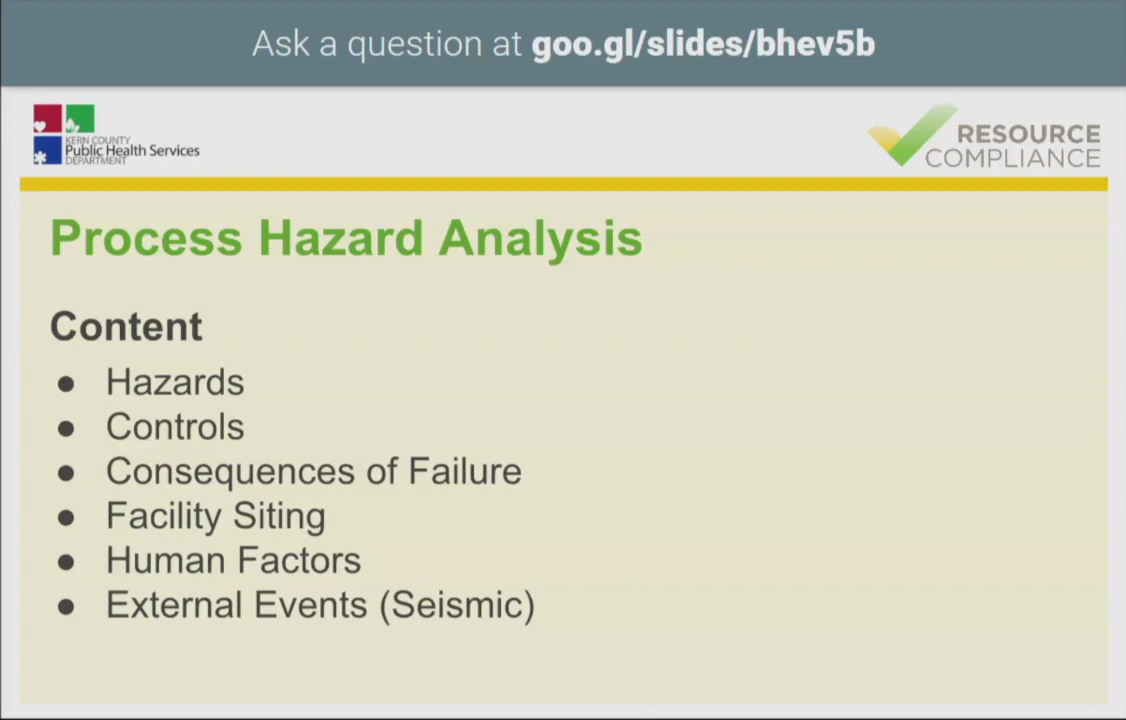 Ask a question at goo.gl/slides/bhev5b
KERN COUNTY
Public Health Services
DEPARTMENT
RESOURCE
COMPLIANCE
Process Hazard Analysis
Content
● Hazards
● Controls
● Consequences of Failure
● Facility Siting
● Human Factors
● External Events (Seismic)